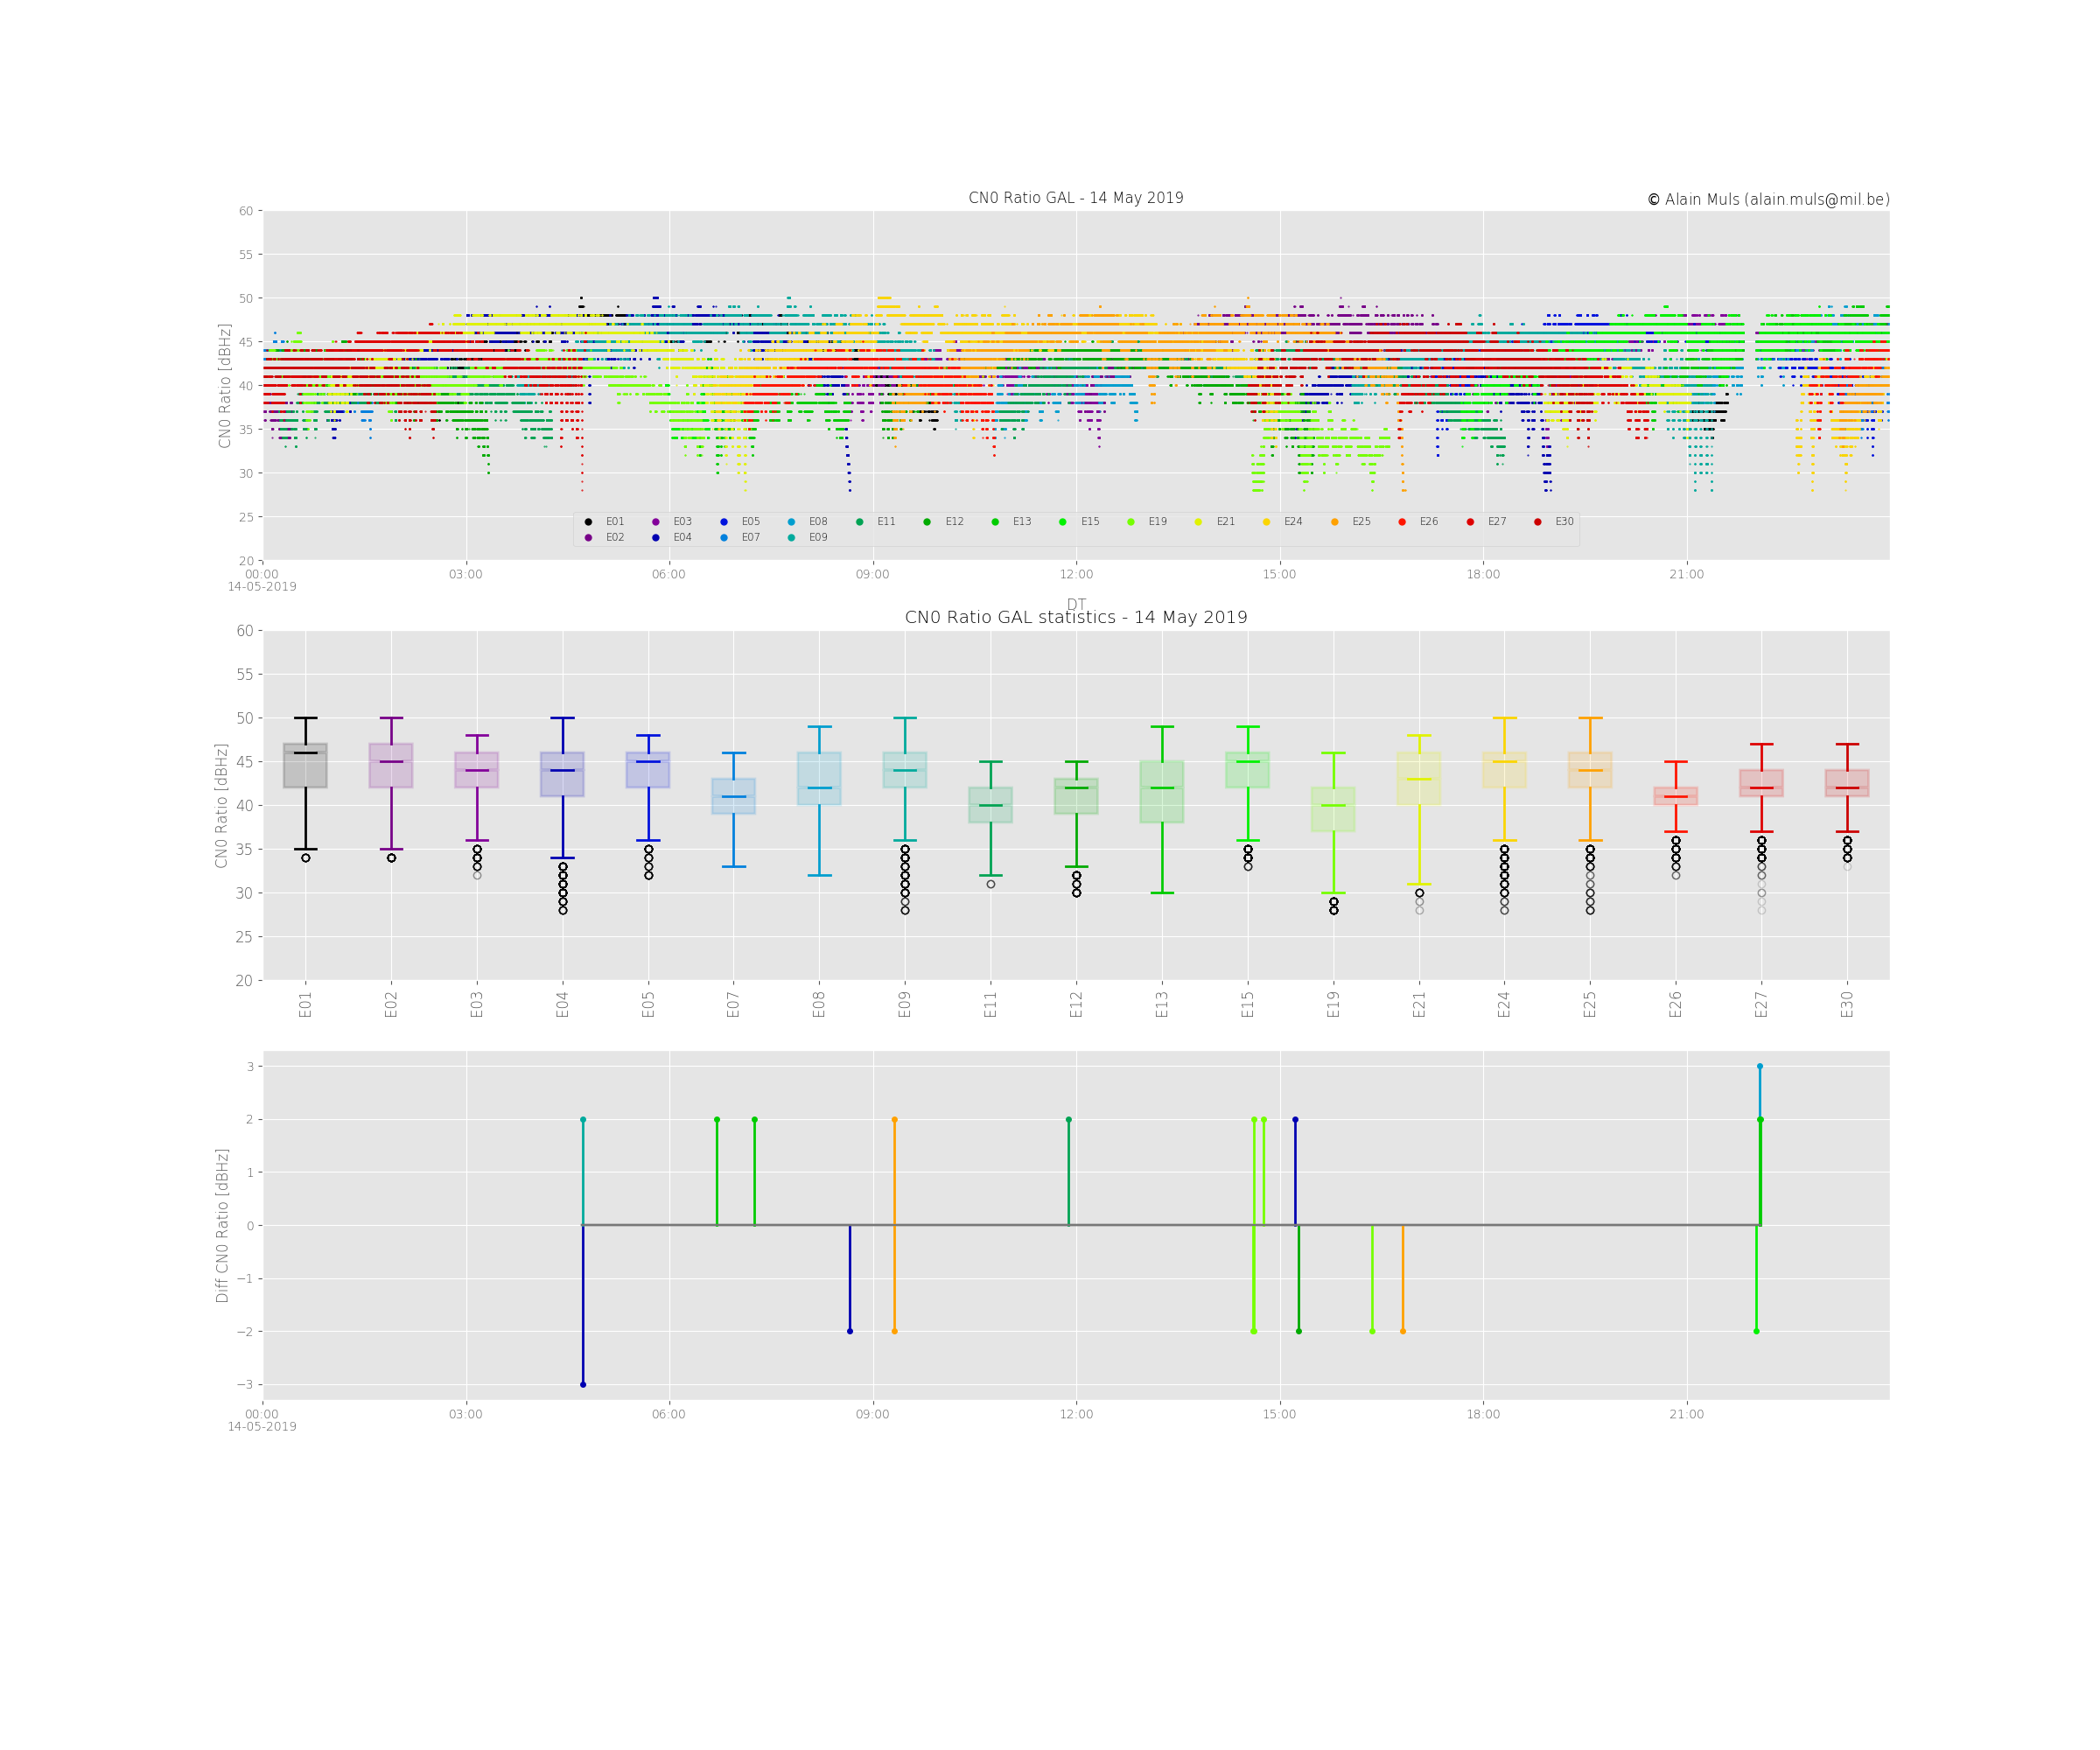 CN0 Ratio GAL - 14 May 2019
© Alain Muls (alain.muls@mil.be)
CN0 Ratio [dBHz]
60
55
50
45
40
35
30
25
20
E01 E03 E05 E08 E11 E12 E13 E15 E19 E21 E24 E25 E26 E27 E30
E02 E04 E07 E09
00:00 03:00 06:00 09:00 12:00 15:00 18:00 21:00
14-05-2019
DT
CN0 Ratio GAL statistics - 14 May 2019
CN0 Ratio [dBHz]
60
55
50
45
40
35
30
25
20
E01 E02 E03 E04 E05 E07 E08 E09 E11 E12 E13 E15 E19 E21 E24 E25 E26 E27 E30
Diff CN0 Ratio [dBHz]
3
2
1
0
−1
−2
−3
00:00 03:00 06:00 09:00 12:00 15:00 18:00 21:00
14-05-2019